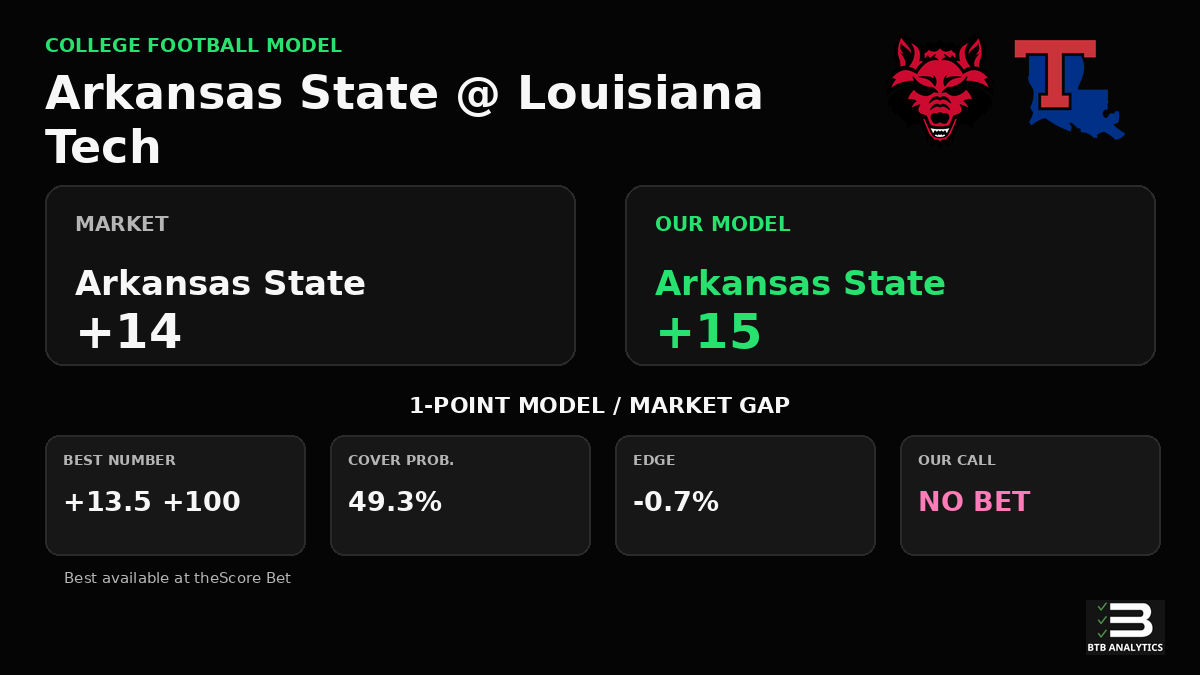 COLLEGE FOOTBALL MODEL
Arkansas State @ Louisiana
Tech
T
MARKET
Arkansas State
+14
OUR MODEL
Arkansas State
+15
1-POINT MODEL / MARKET GAP
BEST NUMBER
+13.5 +100
COVER PROB.
49.3%
EDGE
-0.7%
OUR CALL
NO BET
Best available at theScore Bet
B
BTB ANALYTICS